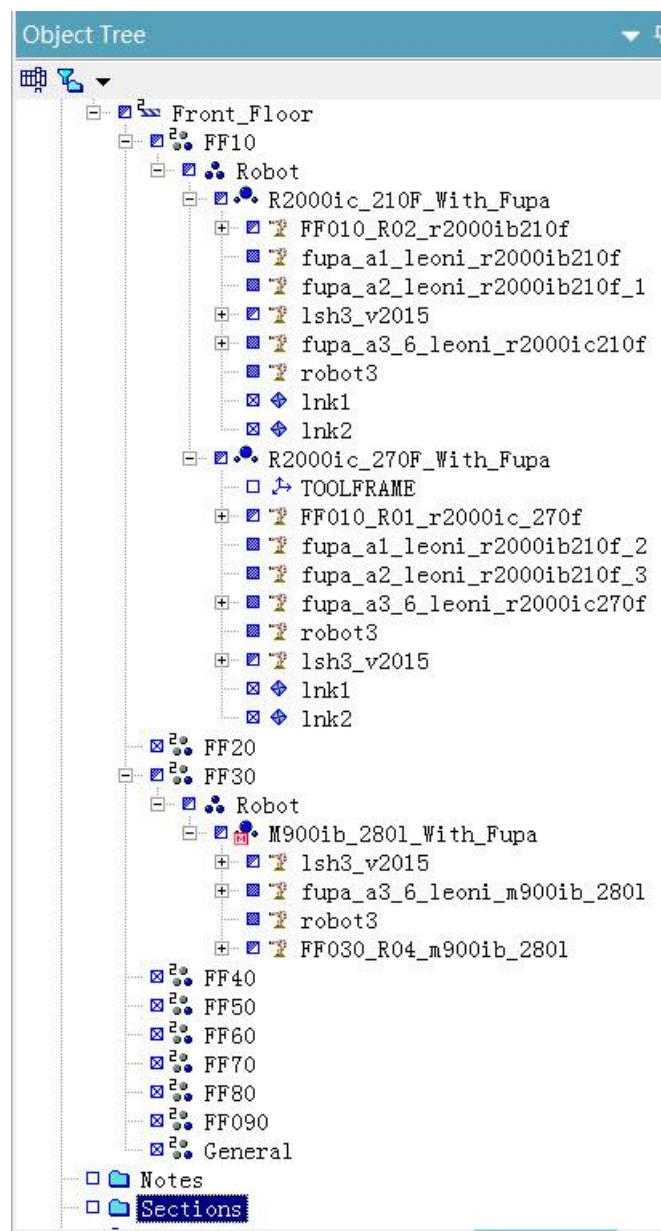 Object Tree
Front_Floor
FF10
Robot
R2000ic_210F_With_Fupa
FF010_R02_r2000ib210f
fupa_a1_leoni_r2000ib210f
fupa_a2_leoni_r2000ib210f_1
lsh3_v2015
fupa_a3_6_leoni_r2000ic210f
robot3
lnk1
lnk2
R2000ic_270F_With_Fupa
TOOLFRAME
FF010_R01_r2000ic_270f
fupa_a1_leoni_r2000ib210f_2
fupa_a2_leoni_r2000ib210f_3
fupa_a3_6_leoni_r2000ic270f
robot3
lsh3_v2015
lnk1
lnk2
FF20
FF30
Robot
M900ib_280l_With_Fupa
lsh3_v2015
fupa_a3_6_leoni_m900ib_280l
robot3
FF030_R04_m900ib_280l
FF40
FF50
FF60
FF70
FF80
FF090
General
Notes
Sections